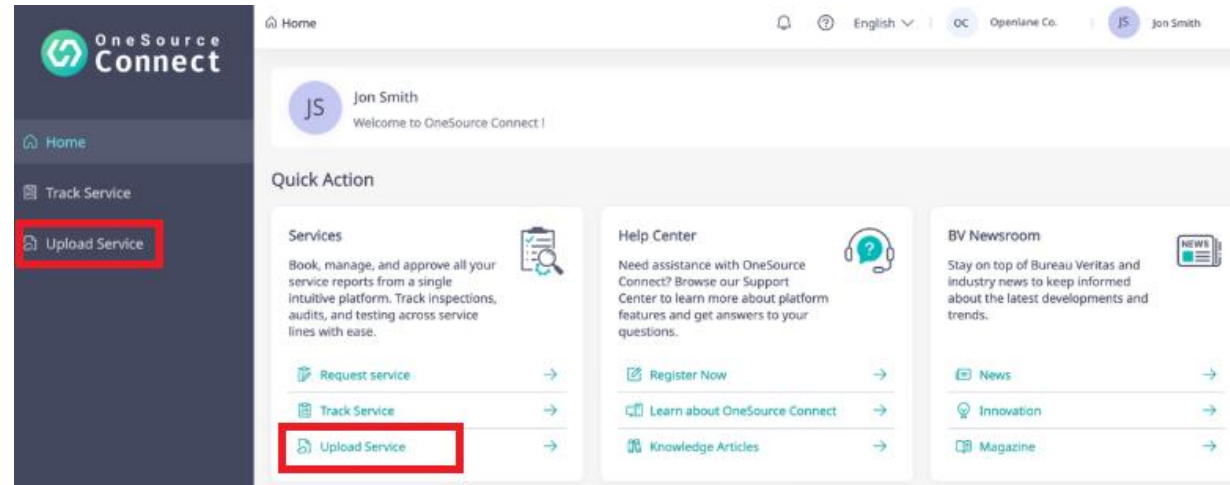 OneSource
Connect
Home
Track Service
Upload Service
Home
English
OC
Openlane Co.
JS
Jon Smith
JS
Jon Smith
Welcome to OneSource Connect !
Quick Action
Services
Book, manage, and approve all your
service reports from a single
intuitive platform. Track inspections,
audits, and testing across service
lines with ease.
Request service
Track Service
Upload Service
Help Center
Need assistance with OneSource
Connect? Browse our Support
Center to learn more about platform
features and get answers to your
questions.
Register Now
Learn about OneSource Connect
Knowledge Articles
BV Newsroom
NEWS
Stay on top of Bureau Veritas and
industry news to keep informed
about the latest developments and
trends.
News
Innovation
Magazine